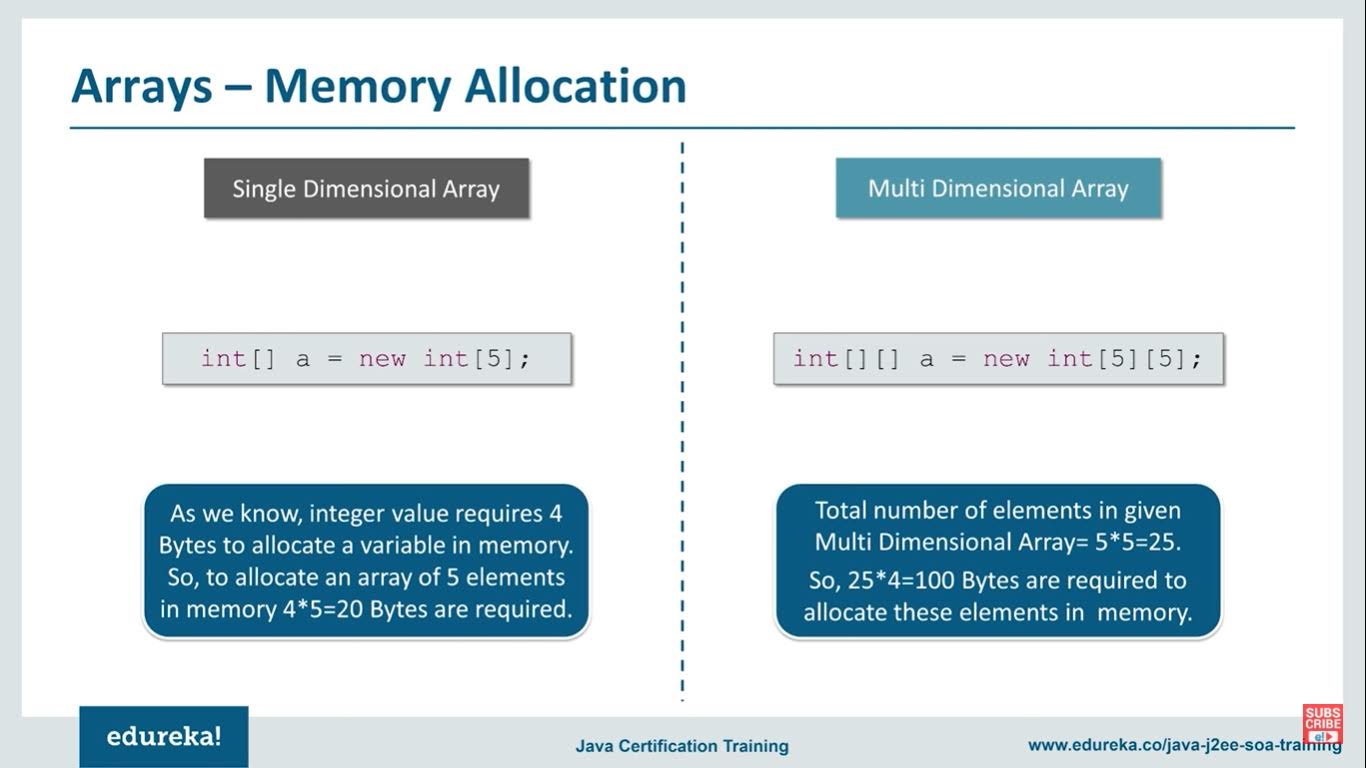 Arrays – Memory Allocation
Single Dimensional Array
int[] a = new int[5];
As we know, integer value requires 4
Bytes to allocate a variable in memory.
So, to allocate an array of 5 elements
in memory 4*5=20 Bytes are required.
Multi Dimensional Array
int[][] a = new int[5][5];
Total number of elements in given
Multi Dimensional Array= 5*5=25.
So, 25*4=100 Bytes are required to
allocate these elements in memory.
edureka!
Java Certification Training
www.edureka.co/java-j2ee-soa-training
SUBS
CRIBE
e!